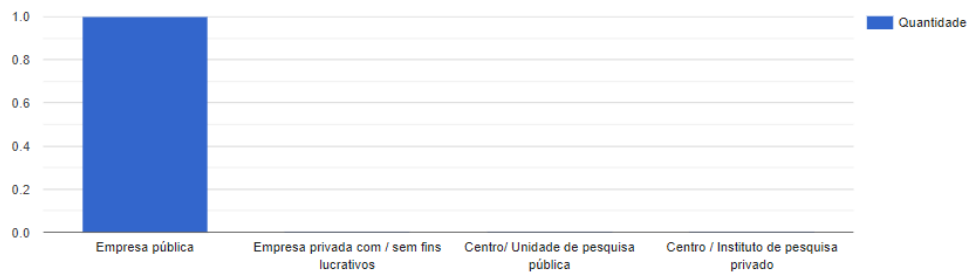 1.0
Quantidade
0.8
0.6
0.4
0.2
0.0
Empresa pública
Empresa privada com / sem fins
lucrativos
Centro/ Unidade de pesquisa
pública
Centro / Instituto de pesquisa
privado